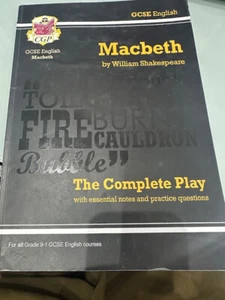 GCSE English
CGP
GCSE English
Macbeth
Macbeth
by William Shakespeare
FIRE BURN
CAULDRON
Bubble”
The Complete Play
with essential notes and practice questions
For all Grade 9-1 GCSE English courses